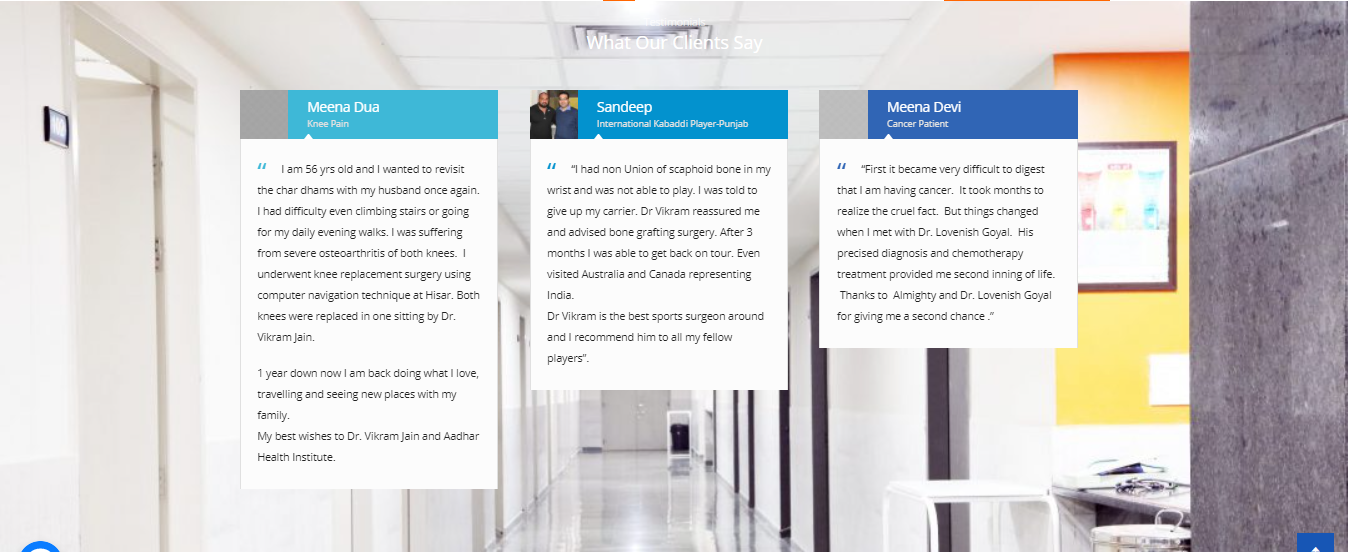 Testimonials
What Our Clients Say
Meena Dua
Knee Pain
“ I am 56 yrs old and I wanted to revisit
the char dhams with my husband once again.
I had difficulty even climbing stairs or going
for my daily evening walks. I was suffering
from severe osteoarthritis of both knees.  I
underwent knee replacement surgery using
computer navigation technique at Hisar. Both
knees were replaced in one sitting by Dr.
Vikram Jain.
1 year down now I am back doing what I love,
travelling and seeing new places with my
family.
My best wishes to Dr. Vikram Jain and Aadhar
Health Institute.
Sandeep
International Kabaddi Player-Punjab
“ “I had non Union of scaphoid bone in my
wrist and was not able to play. I was told to
give up my carrier. Dr Vikram reassured me
and advised bone grafting surgery. After 3
months I was able to get back on tour. Even
visited Australia and Canada representing
India.
Dr Vikram is the best sports surgeon around
and I recommend him to all my fellow
players”.
Meena Devi
Cancer Patient
“ “First it became very difficult to digest
that I am having cancer.  It took months to
realize the cruel fact.  But things changed
when I met with Dr. Lovenish Goyal.  His
precised diagnosis and chemotherapy
treatment provided me second inning of life.
Thanks to  Almighty and Dr. Lovenish Goyal
for giving me a second chance .”